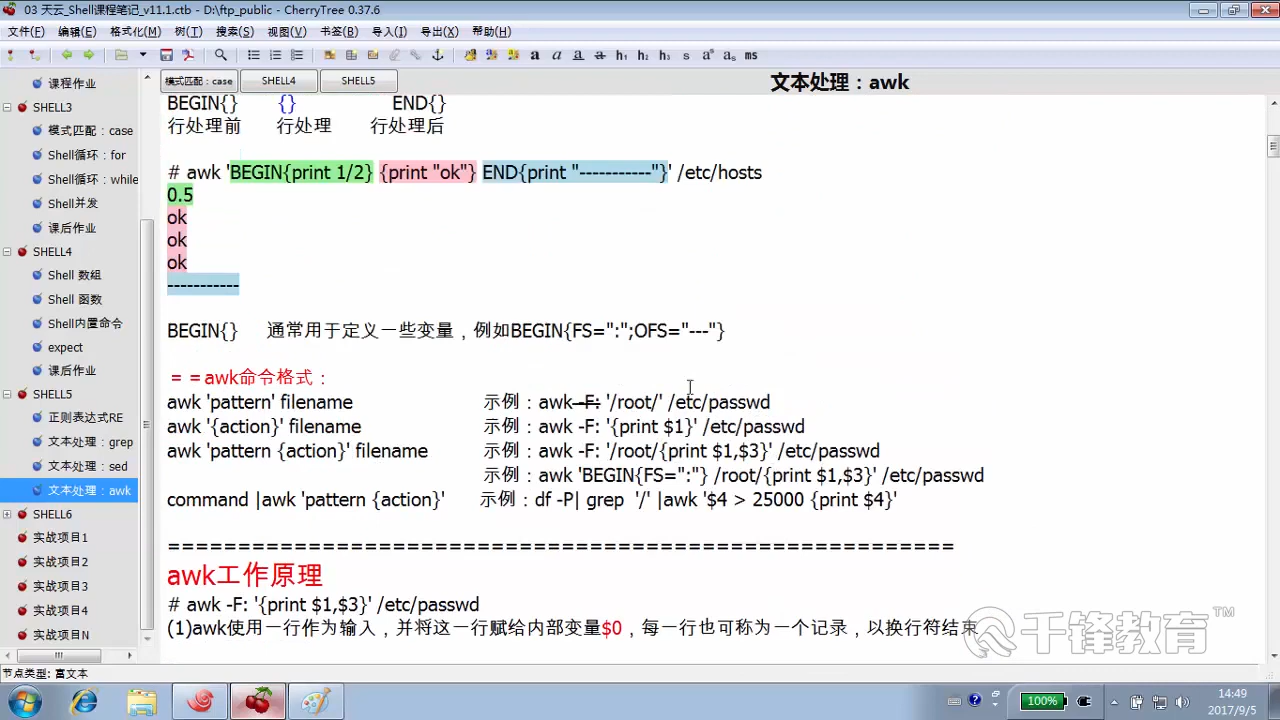 03 天云_Shell课程笔记_v11.1.ctb - D:\ftp_public - CherryTree 0.37.6
文件(F) 编辑(E) 格式化(M) 树(T) 搜索(S) 视图(V) 书签(B) 导入(I) 导出(X) 帮助(H)
a a a a h₁ h₂ h₃ s aˢ aₛ ms
模式匹配：case SHELL4 SHELL5 文本处理：awk
课程作业
SHELL3
模式匹配：case
Shell循环：for
Shell循环：while
Shell并发
课后作业
SHELL4
Shell 数组
Shell 函数
Shell内置命令
expect
课后作业
SHELL5
正则表达式RE
文本处理：grep
文本处理：sed
文本处理：awk
SHELL6
实战项目1
实战项目2
实战项目3
实战项目4
实战项目N
BEGIN{} {} END{}
行处理前 行处理 行处理后
# awk 'BEGIN{print 1/2} {print "ok"} END{print "-----------"}' /etc/hosts
0.5
ok
ok
ok
-----------
BEGIN{} 通常用于定义一些变量，例如BEGIN{FS=":";OFS="---"}
==awk命令格式：
awk 'pattern' filename 示例：awk -F: '/root/' /etc/passwd
awk '{action}' filename 示例：awk -F: '{print $1}' /etc/passwd
awk 'pattern {action}' filename 示例：awk -F: '/root/{print $1,$3}' /etc/passwd
示例：awk 'BEGIN{FS=":"} /root/{print $1,$3}' /etc/passwd
command |awk 'pattern {action}' 示例：df -P| grep '/' |awk '$4 > 25000 {print $4}'
========================================================
awk工作原理
# awk -F: '{print $1,$3}' /etc/passwd
(1)awk使用一行作为输入，并将这一行赋给内部变量$0，每一行也可称为一个记录，以换行符结束
千锋教育™
节点类型: 富文本
100%
14:49
2017/9/5